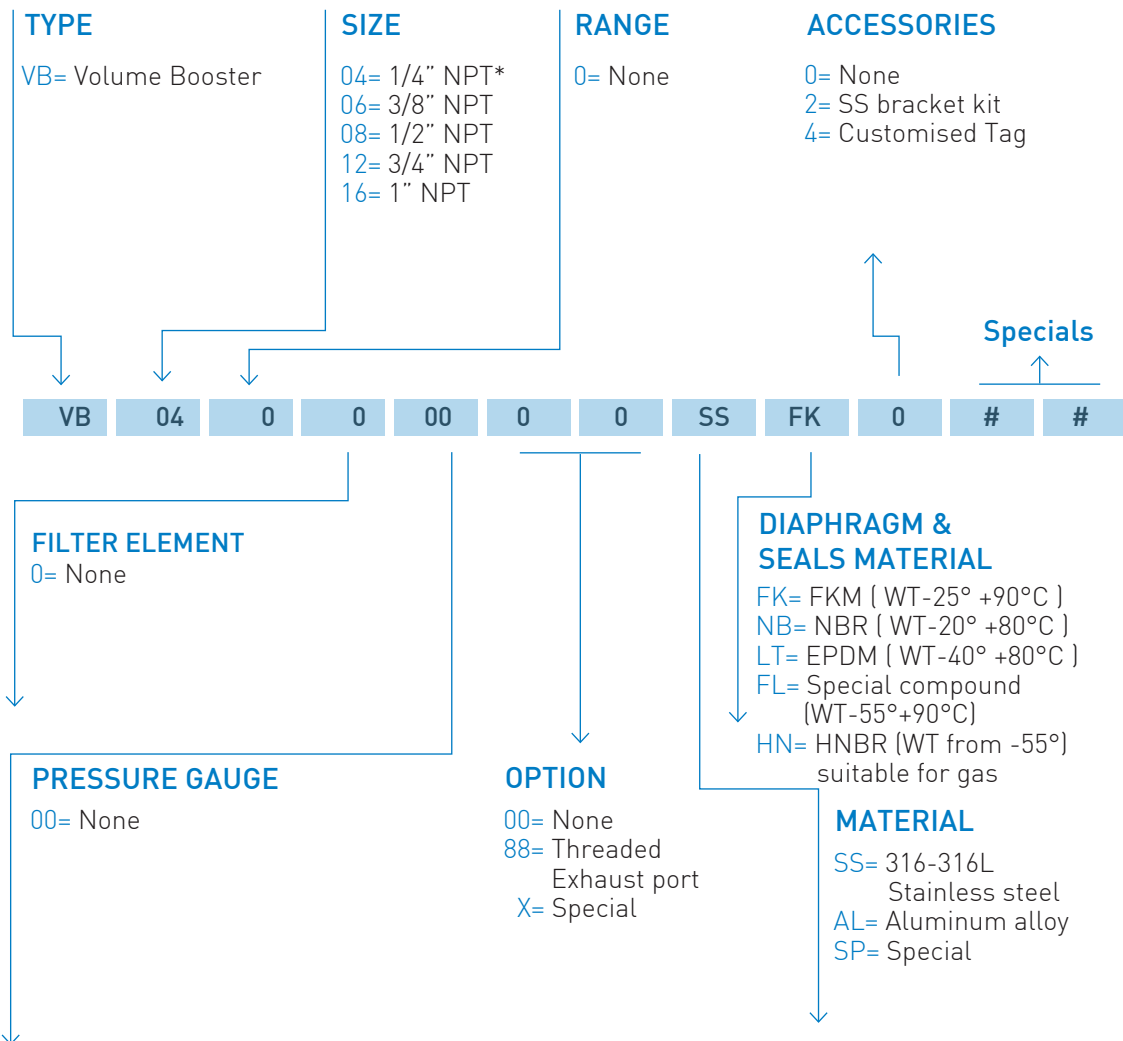 TYPE
VB= Volume Booster
SIZE
04= 1/4” NPT*
06= 3/8” NPT
08= 1/2” NPT
12= 3/4” NPT
16= 1” NPT
RANGE
0= None
ACCESSORIES
0= None
2= SS bracket kit
4= Customised Tag
Specials
VB 04 0 0 00 0 0 SS FK 0 # #
FILTER ELEMENT
0= None
PRESSURE GAUGE
00= None
OPTION
00= None
88= Threaded
Exhaust port
X= Special
DIAPHRAGM &
SEALS MATERIAL
FK= FKM ( WT-25° +90°C )
NB= NBR ( WT-20° +80°C )
LT= EPDM ( WT-40° +80°C )
FL= Special compound
(WT-55°+90°C)
HN= HNBR (WT from -55°)
suitable for gas
MATERIAL
SS= 316-316L
Stainless steel
AL= Aluminum alloy
SP= Special